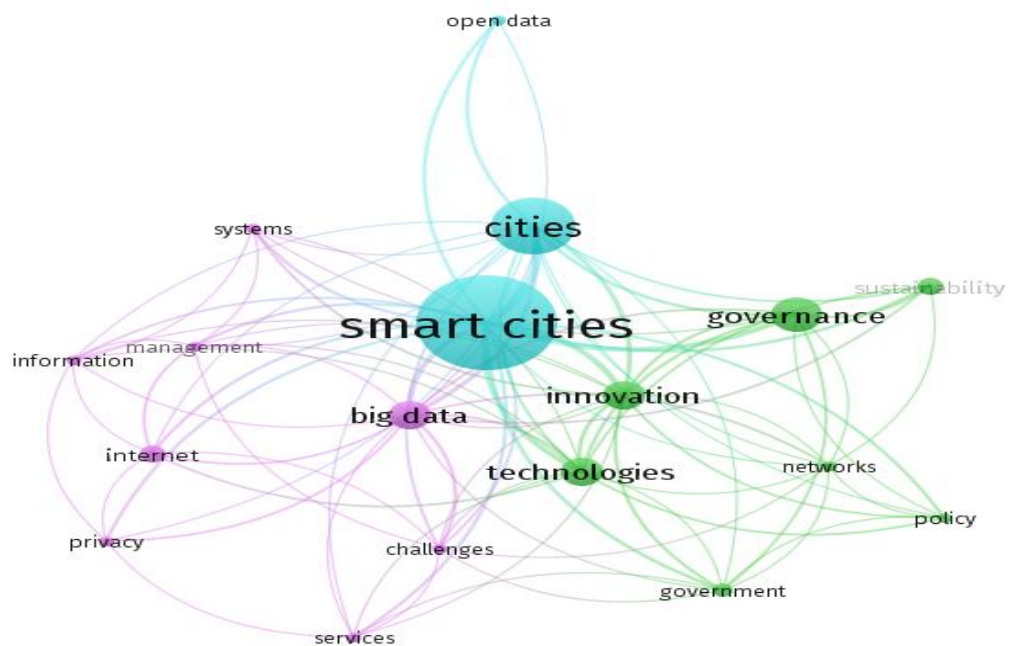 open data
cities
systems
sustainability
governance
smart cities
management
information
innovation
big data
internet
technologies
networks
policy
privacy
challenges
government
services